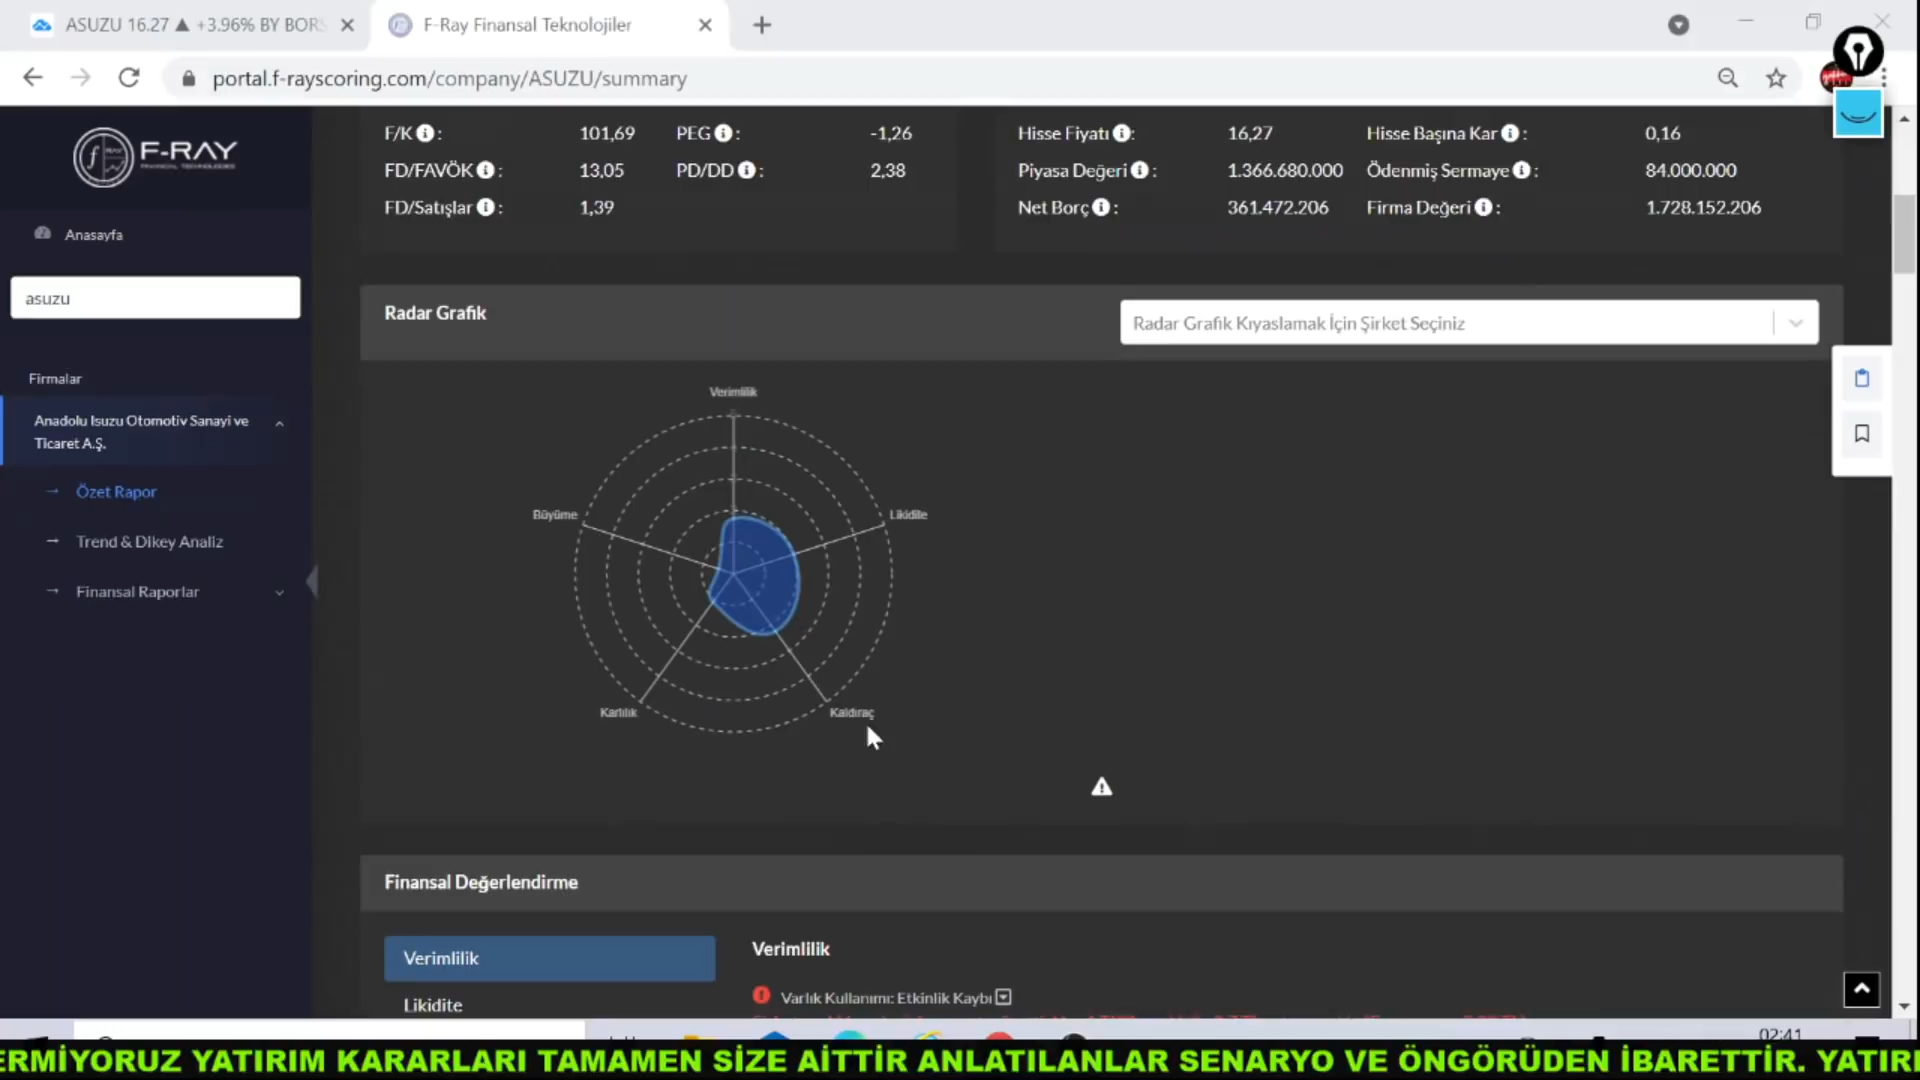 ASUZU 16.27 ▲ +3.96% BY BORS
F-Ray Finansal Teknolojiler
portal.f-rayscoring.com/company/ASUZU/summary
F-RAY
FINANCIAL TECHNOLOGIES
Anasayfa
asuzu
Firmalar
Anadolu Isuzu Otomotiv Sanayi ve
Ticaret A.Ş.
→ Özet Rapor
→ Trend & Dikey Analiz
→ Finansal Raporlar
F/K : 101,69 PEG : -1,26
FD/FAVÖK : 13,05 PD/DD : 2,38
FD/Satışlar : 1,39
Hisse Fiyatı : 16,27 Hisse Başına Kar : 0,16
Piyasa Değeri : 1.366.680.000 Ödenmiş Sermaye : 84.000.000
Net Borç : 361.472.206 Firma Değeri : 1.728.152.206
Radar Grafik
Radar Grafik Kıyaslamak İçin Şirket Seçiniz
Verimlilik
Büyüme
Likidite
Karlılık
Kaldıraç
Finansal Değerlendirme
Verimlilik
Likidite
Verimlilik
Varlık Kullanımı: Etkinlik Kaybı
02:41
ERMİYORUZ YATIRIM KARARLARI TAMAMEN SİZE AİTTİR ANLATILANLAR SENARYO VE ÖNGÖRÜDEN İBARETTİR. YATIRI